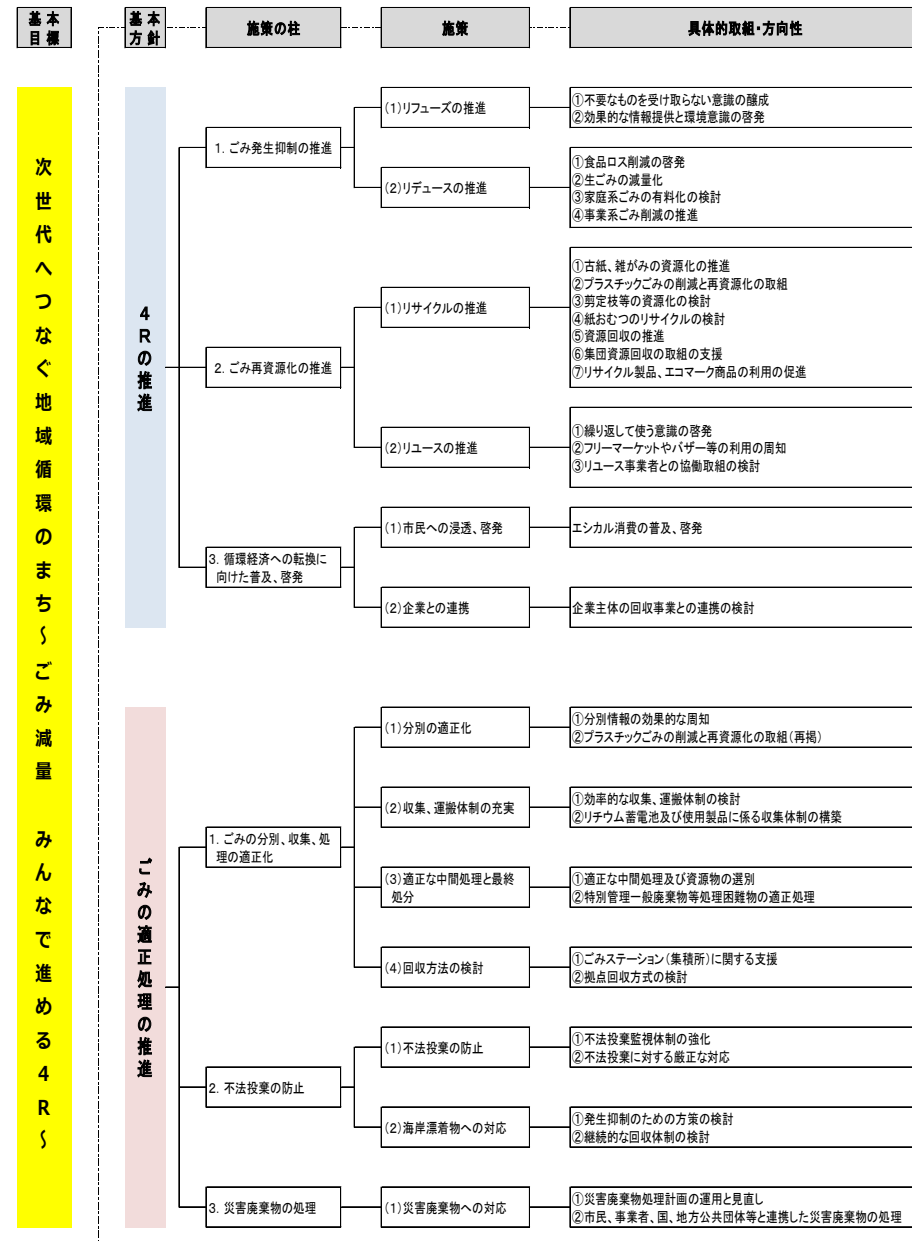 基本
目標
基本
方針
施策の柱
施策
具体的取組・方向性
次世代へつなぐ地域循環のまち～ごみ減量　みんなで進める4R～
4Rの推進
1. ごみ発生抑制の推進
(1)リフューズの推進
①不要なものを受け取らない意識の醸成
②効果的な情報提供と環境意識の啓発
(2)リデュースの推進
①食品ロス削減の啓発
②生ごみの減量化
③家庭系ごみの有料化の検討
④事業系ごみ削減の推進
2. ごみ再資源化の推進
(1)リサイクルの推進
①古紙、雑がみの資源化の推進
②プラスチックごみの削減と再資源化の取組
③剪定枝等の資源化の検討
④紙おむつのリサイクルの検討
⑤資源回収の推進
⑥集団資源回収の取組の支援
⑦リサイクル製品、エコマーク商品の利用の促進
(2)リユースの推進
①繰り返して使う意識の啓発
②フリーマーケットやバザー等の利用の周知
③リユース事業者との協働取組の検討
3. 循環経済への転換に
向けた普及、啓発
(1)市民への浸透、啓発
エシカル消費の普及、啓発
(2)企業との連携
企業主体の回収事業との連携の検討
ごみの適正処理の推進
1. ごみの分別、収集、処
理の適正化
(1)分別の適正化
①分別情報の効果的な周知
②プラスチックごみの削減と再資源化の取組(再掲)
(2)収集、運搬体制の充実
①効率的な収集、運搬体制の検討
②リチウム蓄電池及び使用製品に係る収集体制の構築
(3)適正な中間処理と最終
処分
①適正な中間処理及び資源物の選別
②特別管理一般廃棄物等処理困難物の適正処理
(4)回収方法の検討
①ごみステーション(集積所)に関する支援
②拠点回収方式の検討
2. 不法投棄の防止
(1)不法投棄の防止
①不法投棄監視体制の強化
②不法投棄に対する厳正な対応
(2)海岸漂着物への対応
①発生抑制のための方策の検討
②継続的な回収体制の検討
3. 災害廃棄物の処理
(1)災害廃棄物への対応
①災害廃棄物処理計画の運用と見直し
②市民、事業者、国、地方公共団体等と連携した災害廃棄物の処理